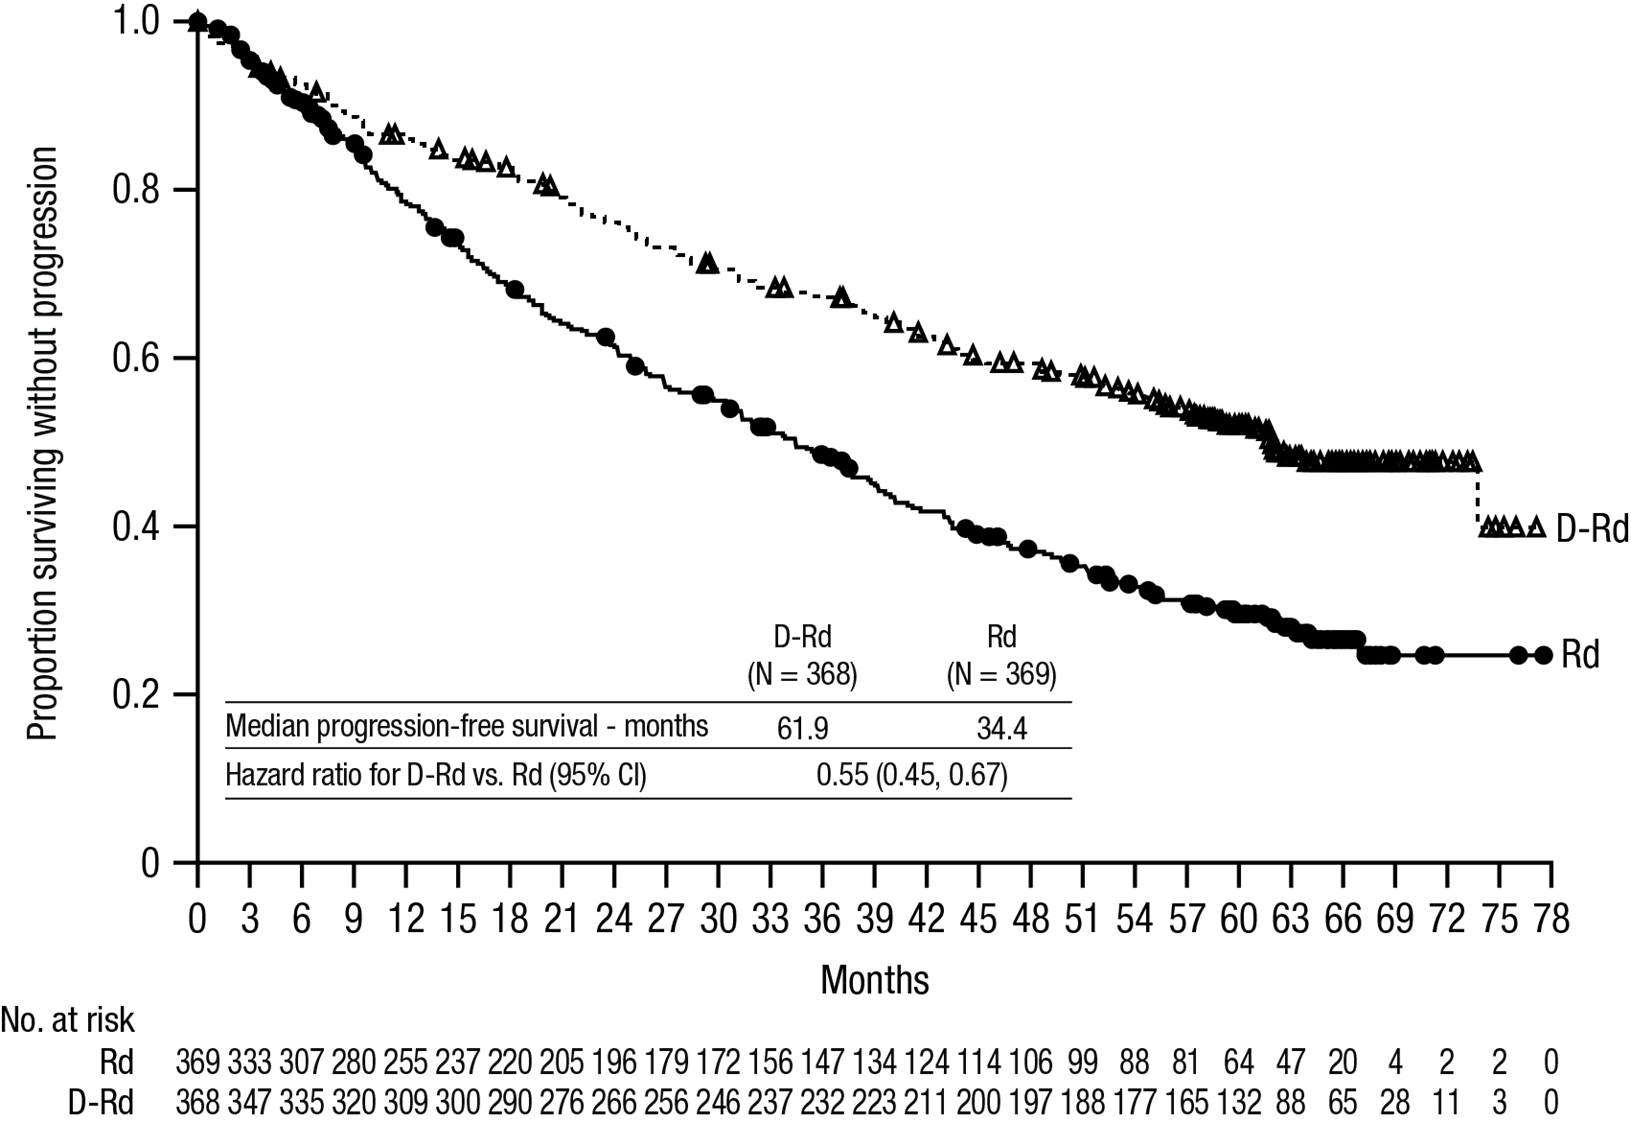 1.0
0.8
0.6
0.4
0.2
0
Proportion surviving without progression
D-Rd
Rd
D-Rd Rd
(N = 368) (N = 369)
Median progression-free survival - months 61.9 34.4
Hazard ratio for D-Rd vs. Rd (95% CI) 0.55 (0.45, 0.67)
0 3 6 9 12 15 18 21 24 27 30 33 36 39 42 45 48 51 54 57 60 63 66 69 72 75 78
Months
No. at risk
Rd 369 333 307 280 255 237 220 205 196 179 172 156 147 134 124 114 106 99 88 81 64 47 20 4 2 2 0
D-Rd 368 347 335 320 309 300 290 276 266 256 246 237 232 223 211 200 197 188 177 165 132 88 65 28 11 3 0